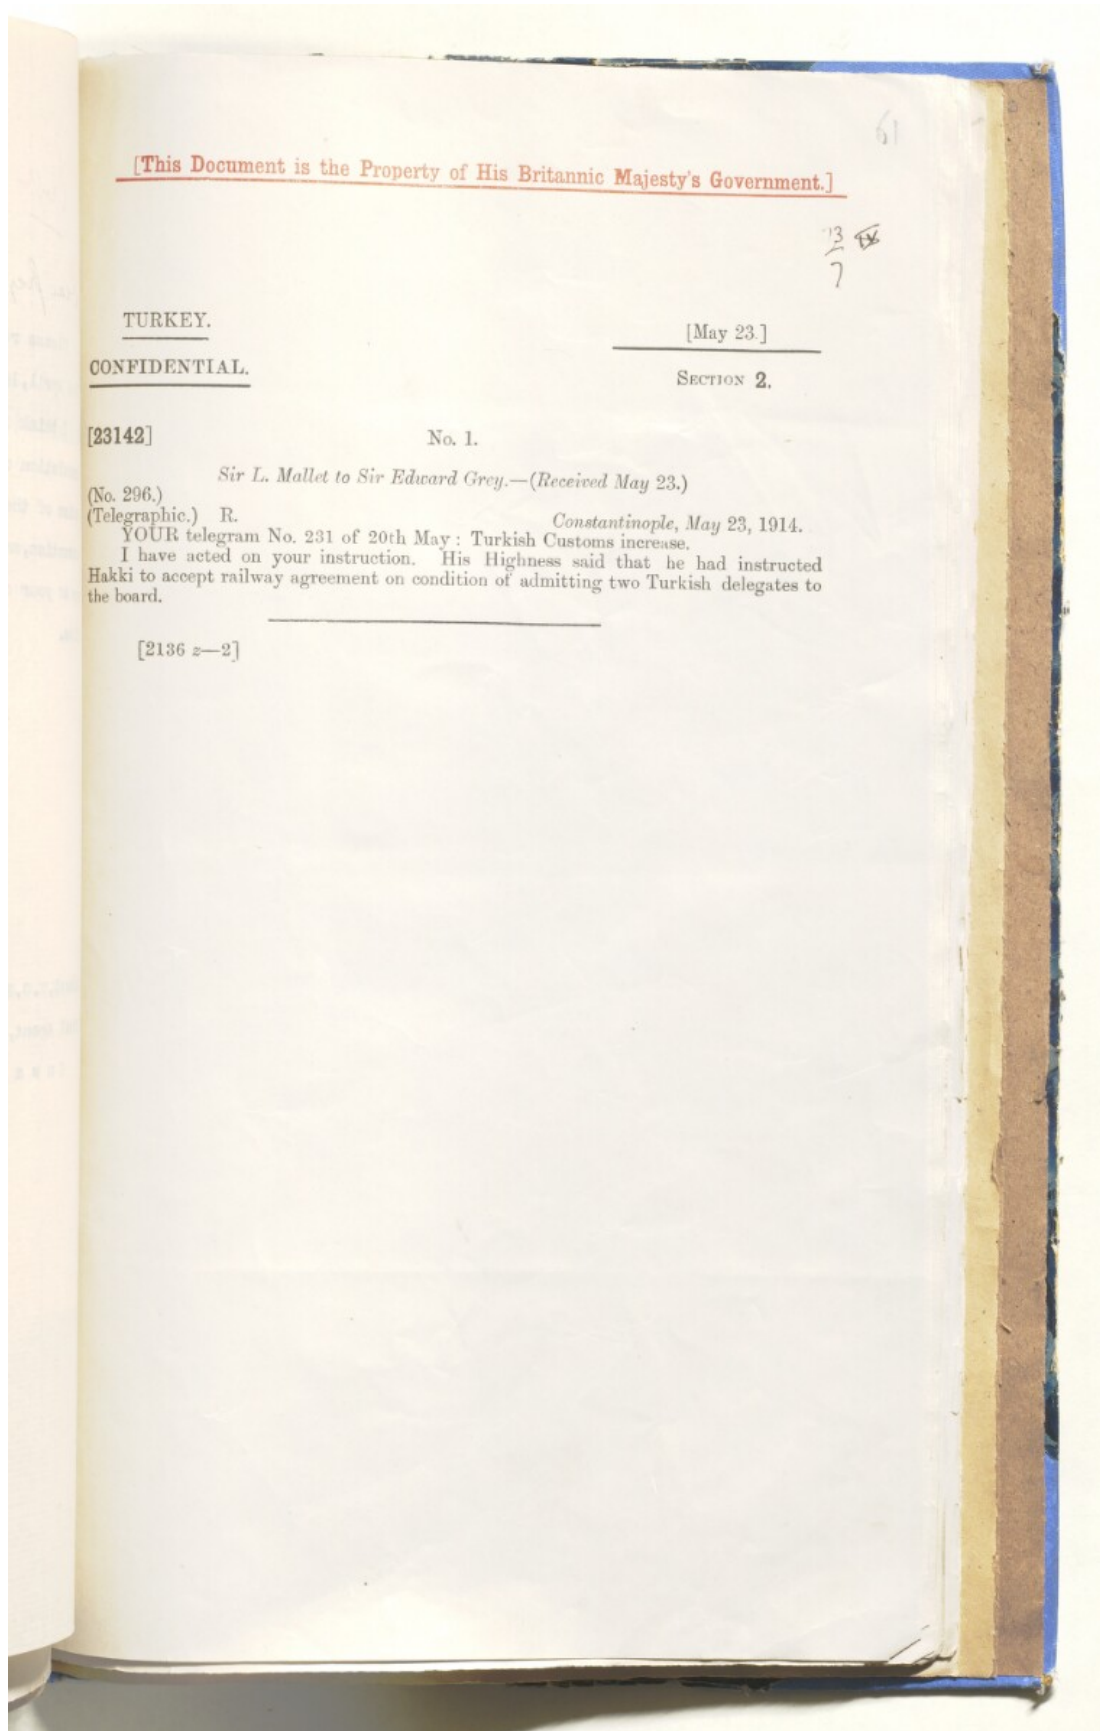 61
[This Document is the Property of His Britannic Majesty's Government.]
TURKEY.
[May 23.]
CONFIDENTIAL.
SECTION 2.
[23142]
No. 1.
Sir L. Mallet to Sir Edward Grey.—(Received May 23.)
(No. 296.)
(Telegraphic.) R.
Constantinople, May 23, 1914.
YOUR telegram No. 231 of 20th May : Turkish Customs increase.
I have acted on your instruction. His Highness said that he had instructed
Hakki to accept railway agreement on condition of admitting two Turkish delegates to
the board.
[2136 z—2]